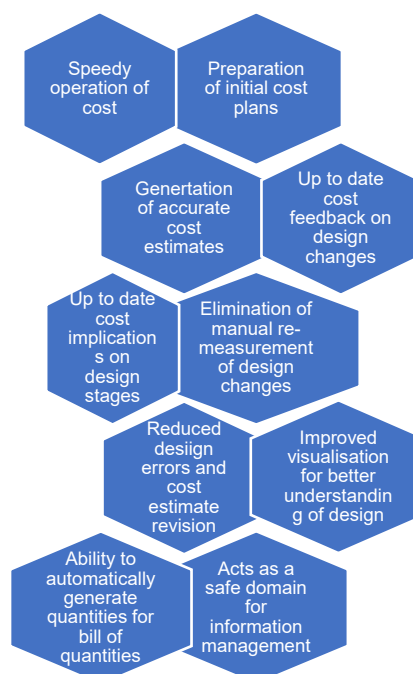 Speedy
operation of
cost
Preparation
of initial cost
plans
Genertation
of accurate
cost
estimates
Up to date
cost
feedback on
design
changes
Up to date
cost
implication
s on
design
stages
Elimination of
manual re-
measurement
of design
changes
Reduced
desiign
errors and
cost
estimate
revision
Improved
visualisation
for better
understandin
g of design
Ability to
automatically
generate
quantities for
bill of
quantities
Acts as a
safe domain
for
information
management